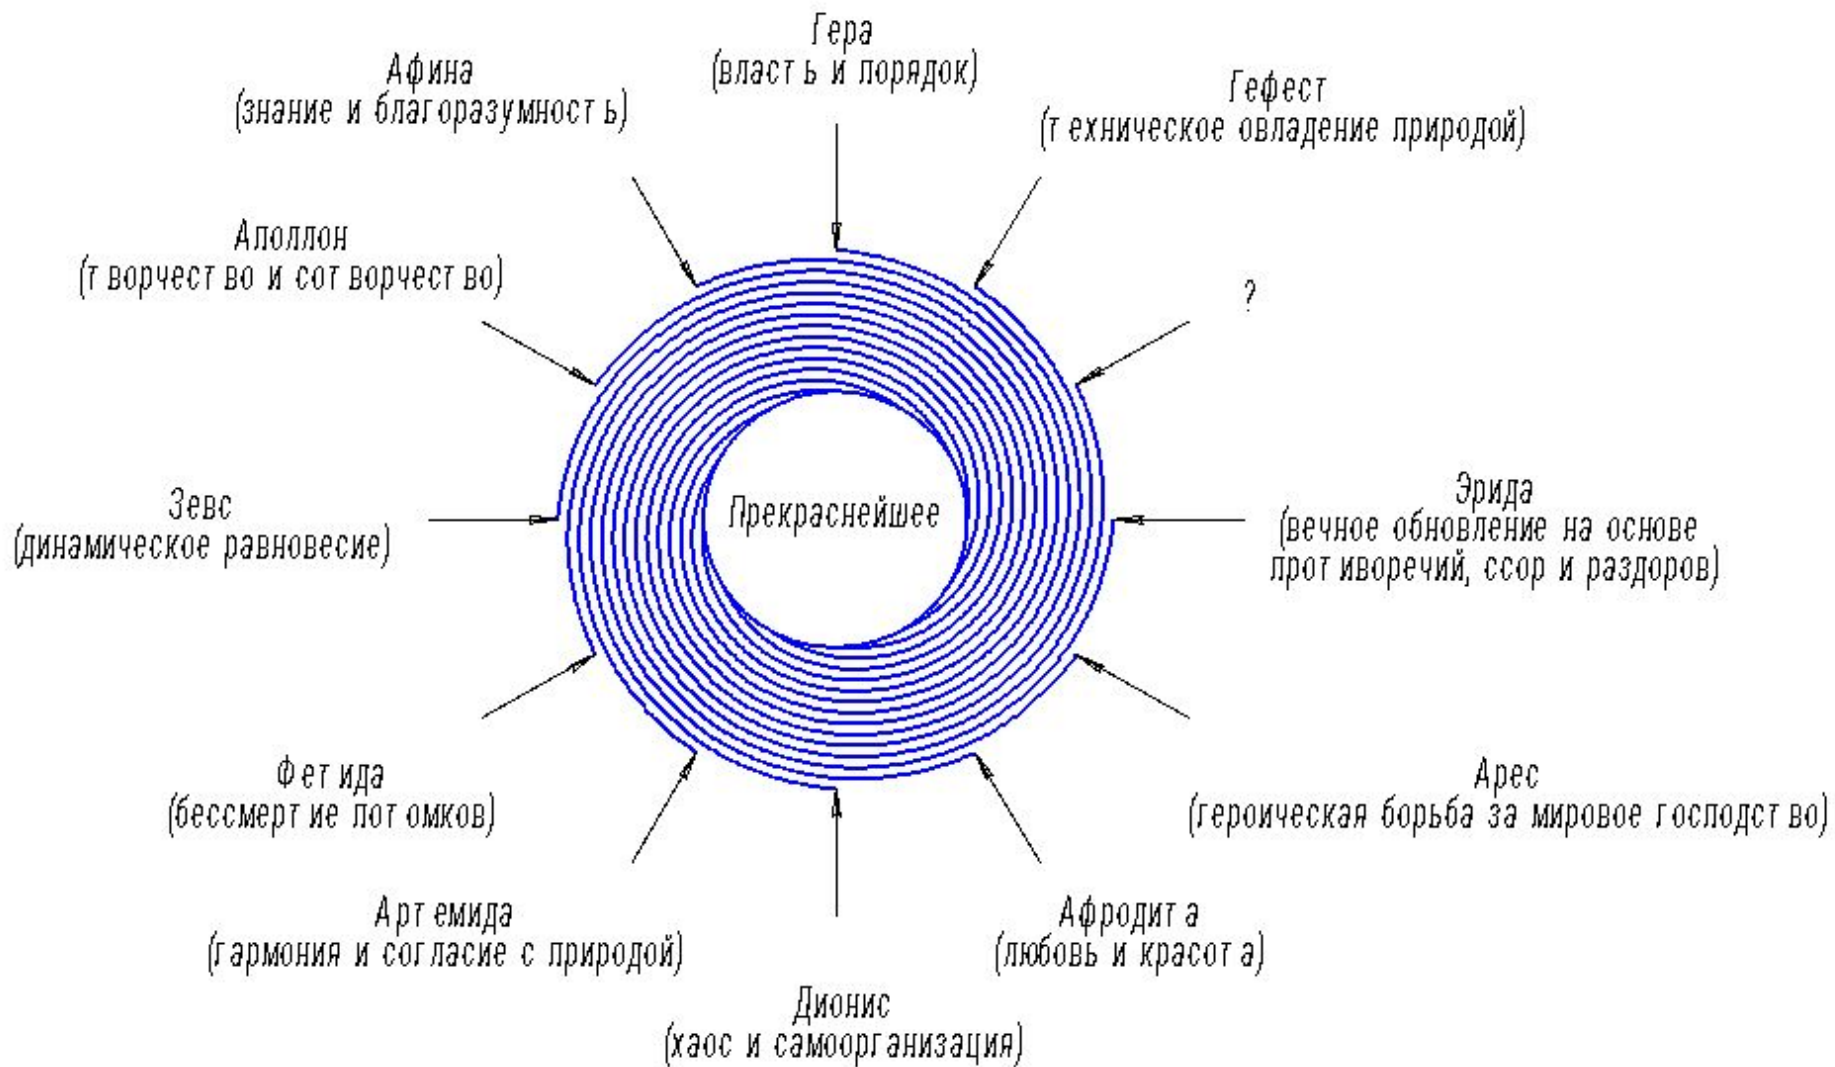 Гера
(власть и порядок)
Афина
(знание и благоразумность)
Гефест
(техническое овладение природой)
Аполлон
(творчество и сотворчество)
?
Зевс
(динамическое равновесие)
Прекраснейшее
Эрида
(вечное обновление на основе
противоречий, ссор и раздоров)
Фетида
(бессмертие потомков)
Арес
(героическая борьба за мировое господство)
Артемида
(гармония и согласие с природой)
Афродита
(любовь и красота)
Дионис
(хаос и самоорганизация)